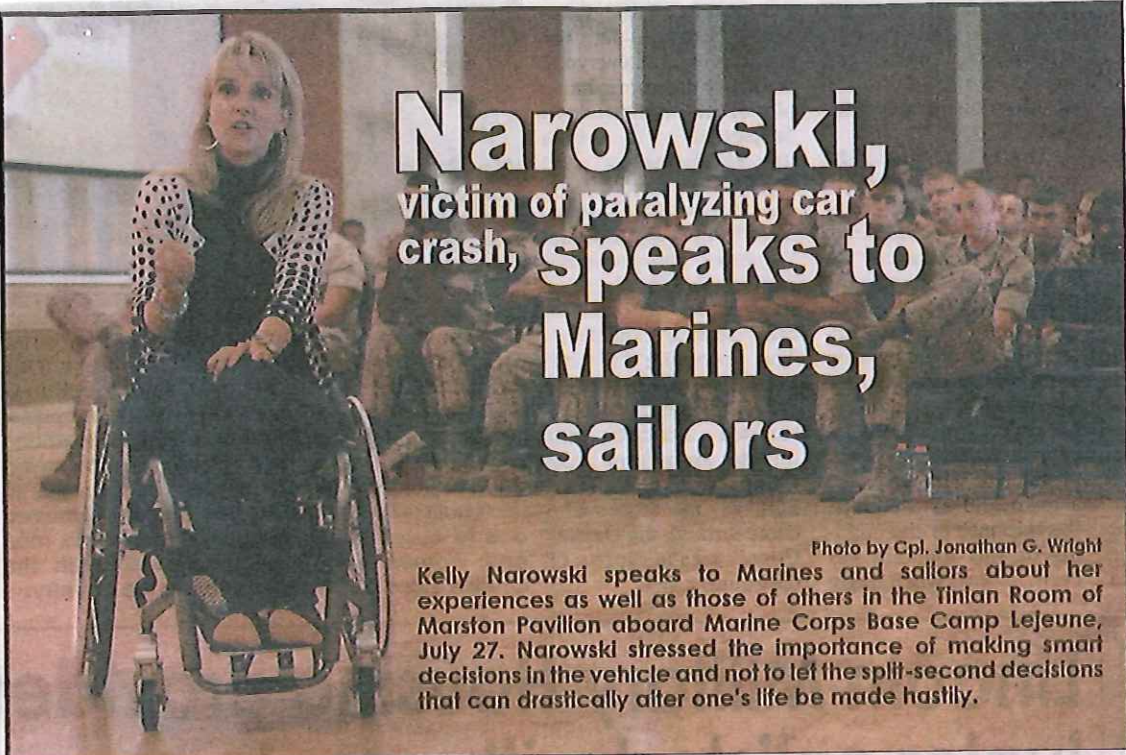 Narowski,
victim of paralyzing car
crash, speaks to
Marines,
sailors
Photo by Cpl. Jonathan G. Wright
Kelly Narowski speaks to Marines and sailors about her
experiences as well as those of others in the Tinian Room of
Marston Pavilion aboard Marine Corps Base Camp Lejeune,
July 27. Narowski stressed the importance of making smart
decisions in the vehicle and not to let the split-second decisions
that can drastically alter one's life be made hastily.